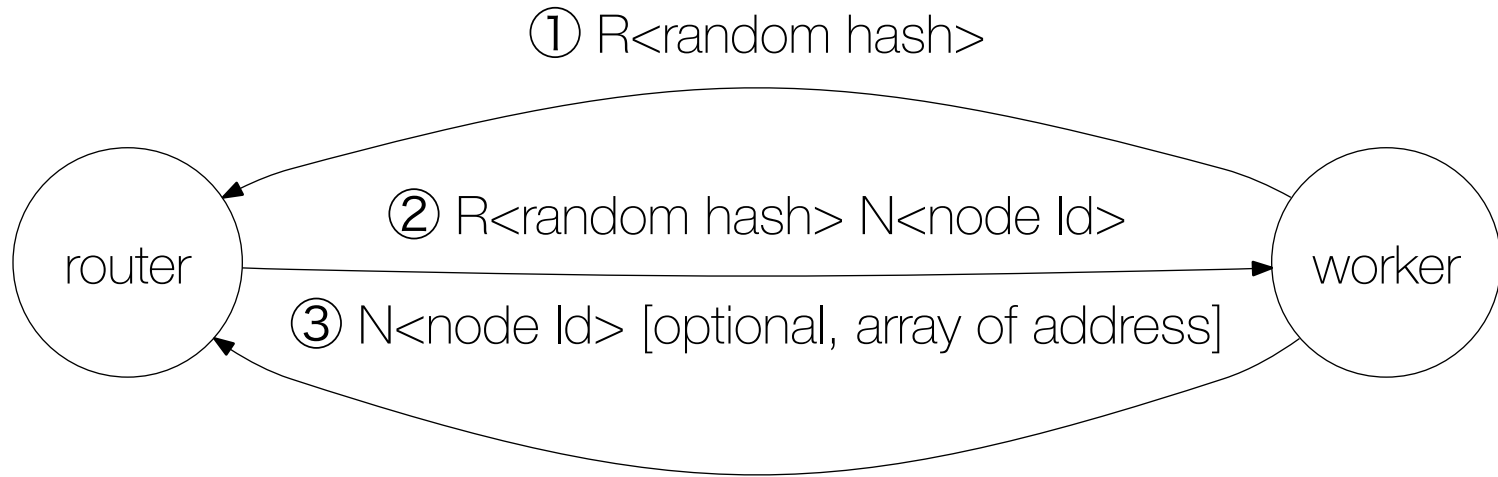 ① R<random hash>
② R<random hash> N<node Id>
router
worker
③ N<node Id> [optional, array of address]